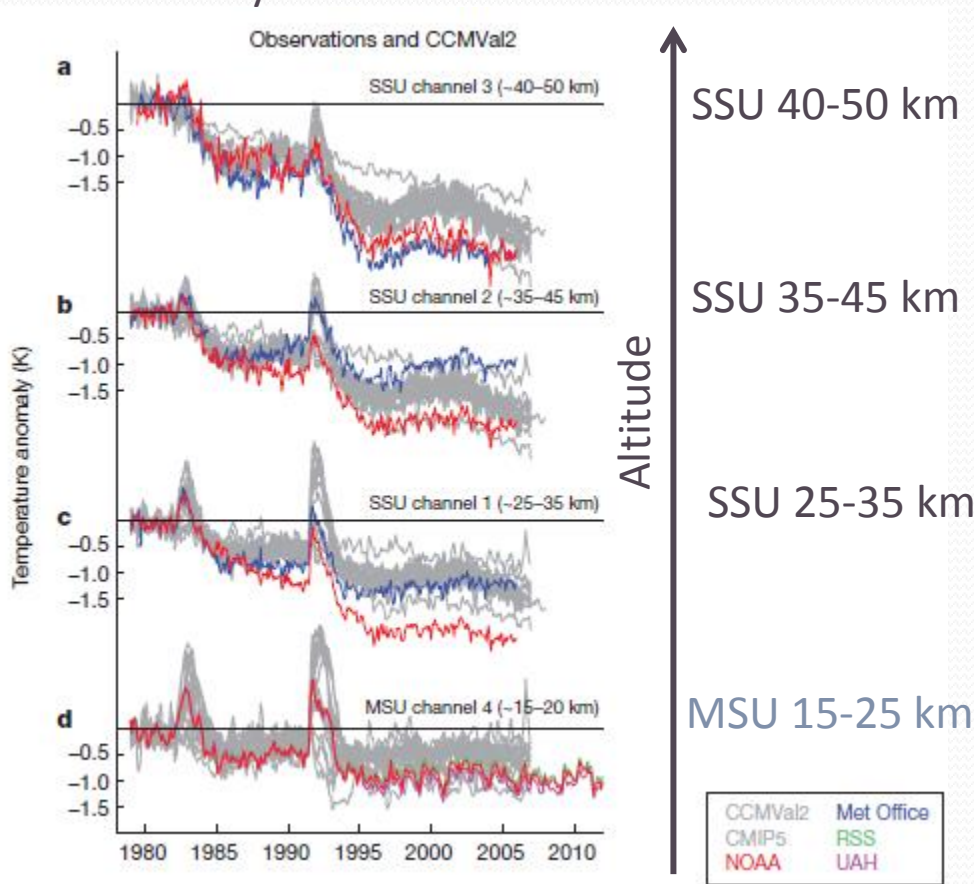 Observations and CCMVal2
a
SSU channel 3 (~40–50 km)
−0.5
−1.0
−1.5
b
SSU channel 2 (~35–45 km)
−0.5
−1.0
−1.5
c
SSU channel 1 (~25–35 km)
−0.5
−1.0
−1.5
d
MSU channel 4 (~15–20 km)
−0.5
−1.0
−1.5
Temperature anomaly (K)
1980 1985 1990 1995 2000 2005 2010
Altitude
SSU 40-50 km
SSU 35-45 km
SSU 25-35 km
MSU 15-25 km
CCMVal2 Met Office
CMIP5 RSS
NOAA UAH